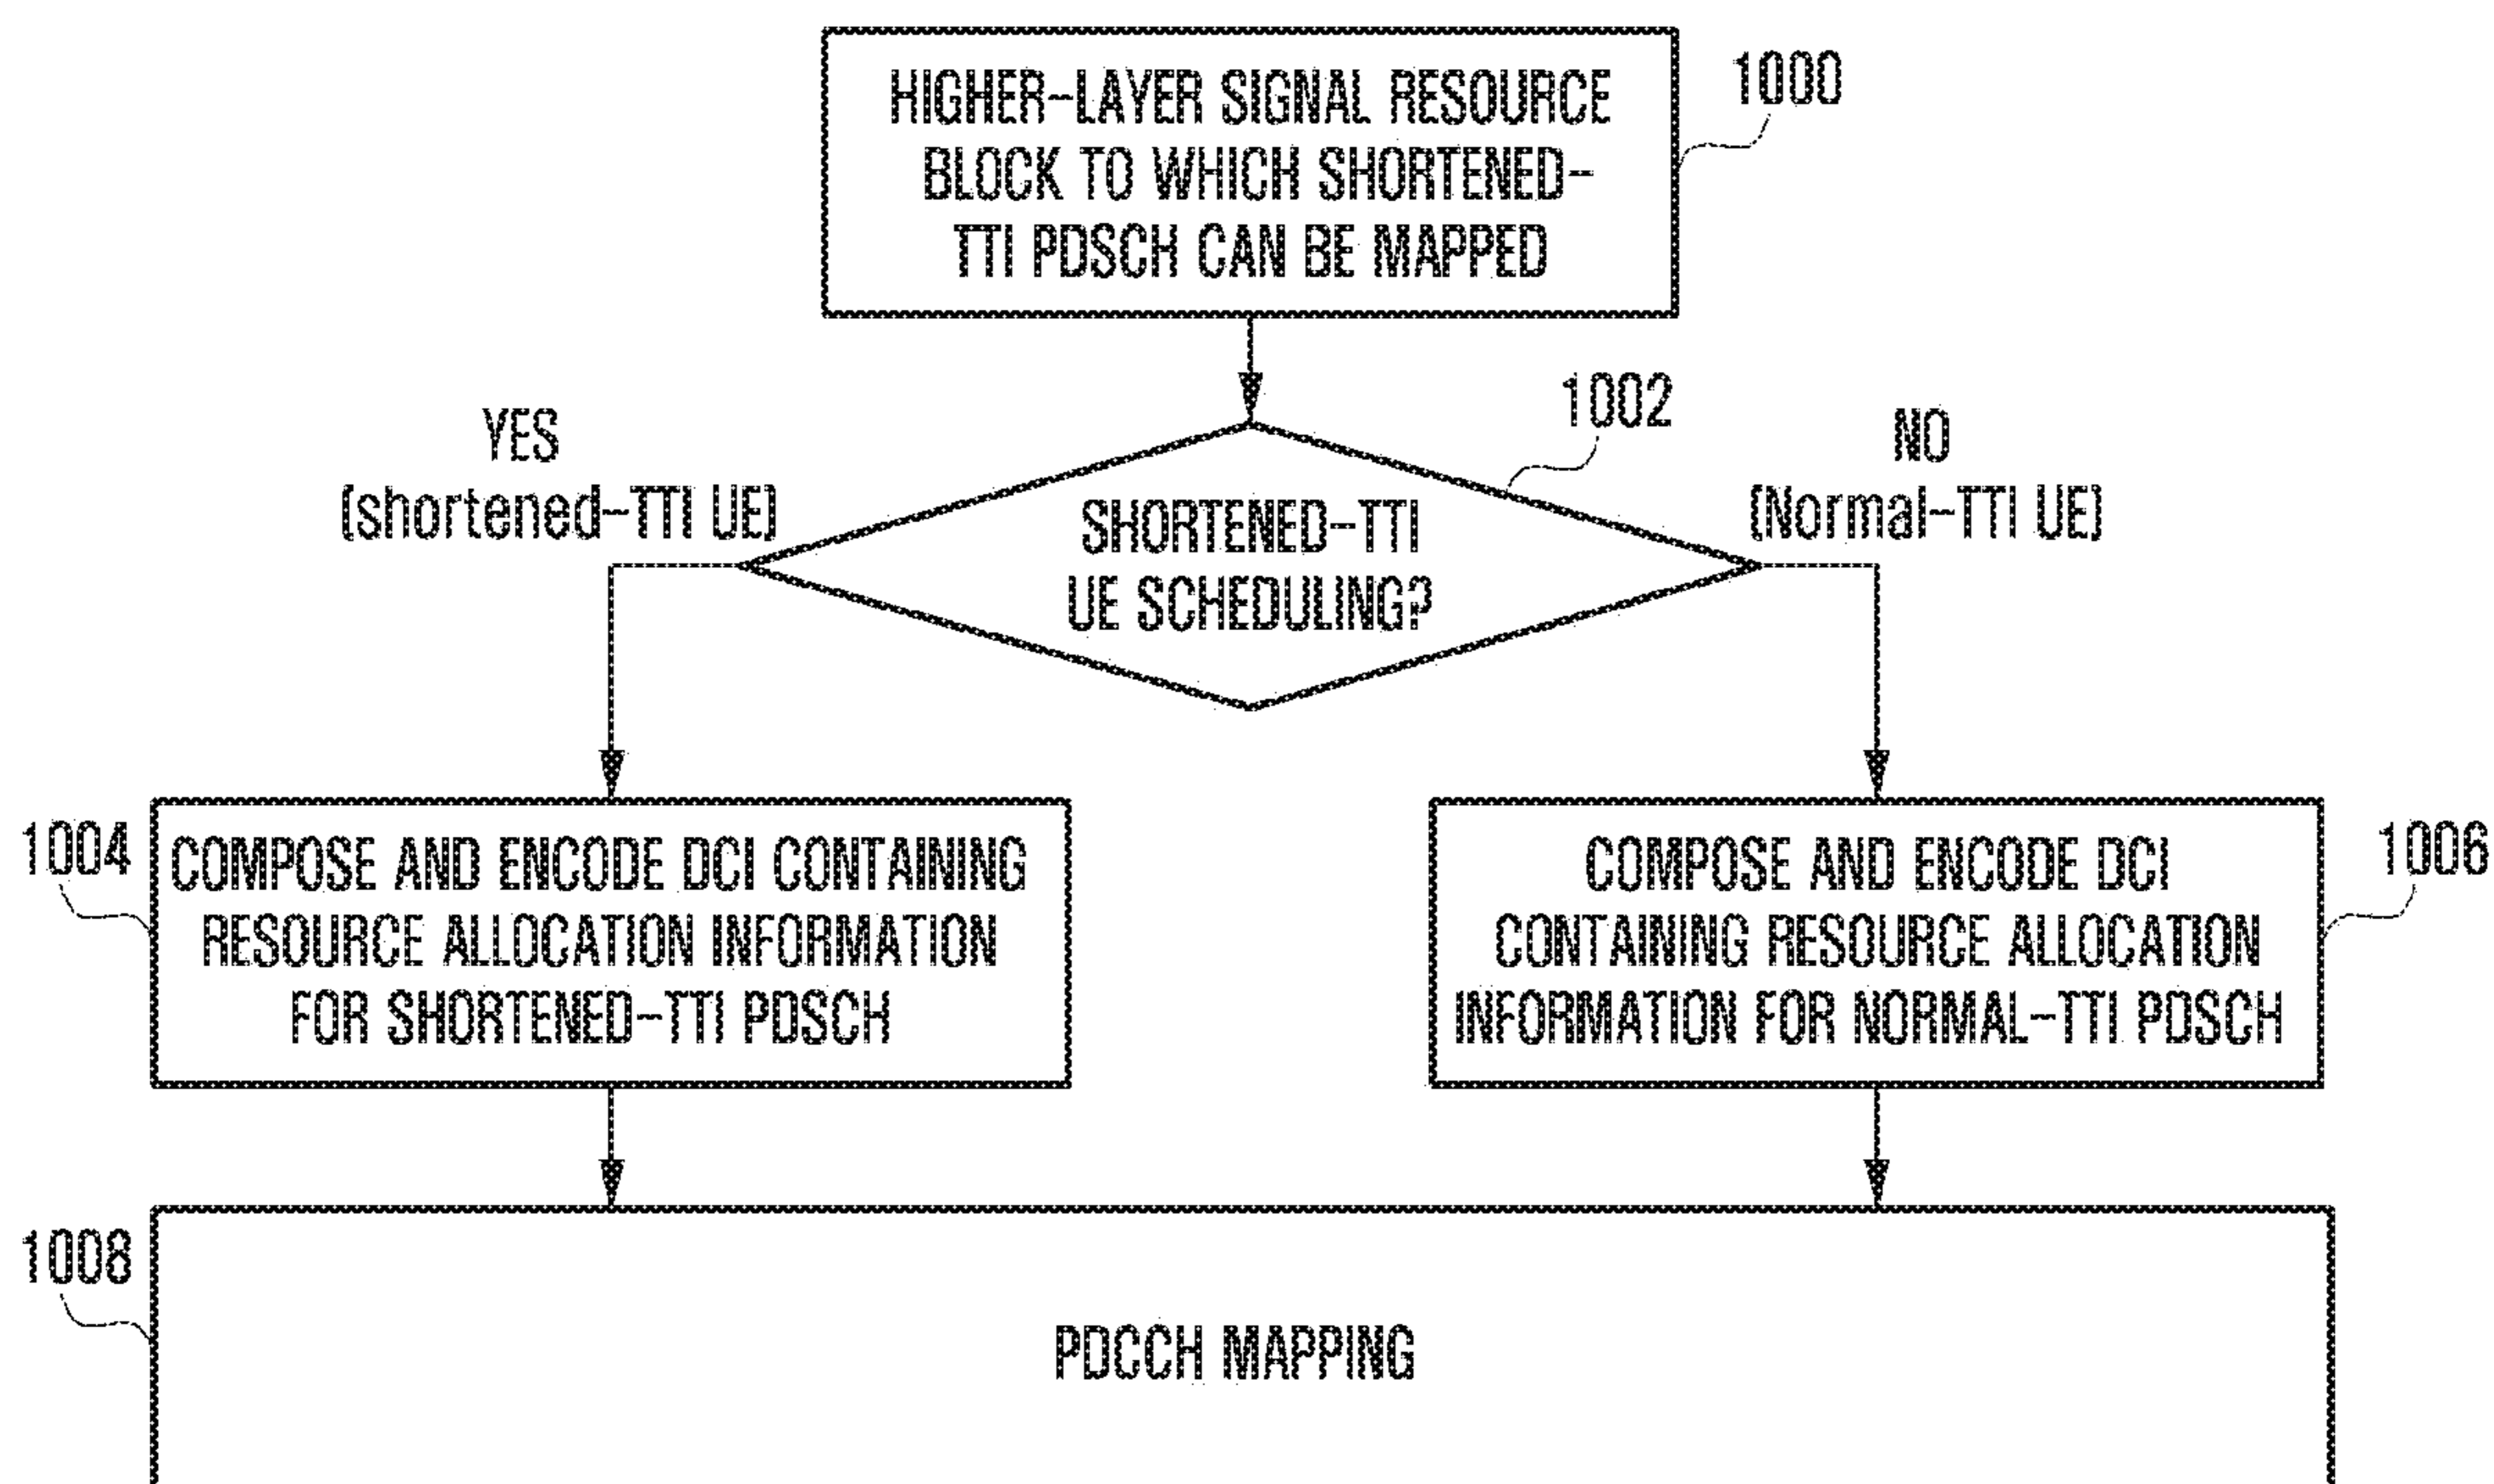 HIGHER-LAYER SIGNAL RESOURCE
BLOCK TO WHICH SHORTENED-
TTI PDSCH CAN BE MAPPED
1000
1002
YES
(shortened-TTI UE)
NO
(Normal-TTI UE)
SHORTENED-TTI
UE SCHEDULING?
1004
COMPOSE AND ENCODE DCI CONTAINING
RESOURCE ALLOCATION INFORMATION
FOR SHORTENED-TTI PDSCH
COMPOSE AND ENCODE DCI
CONTAINING RESOURCE ALLOCATION
INFORMATION FOR NORMAL-TTI PDSCH
1006
1008
PDCCH MAPPING